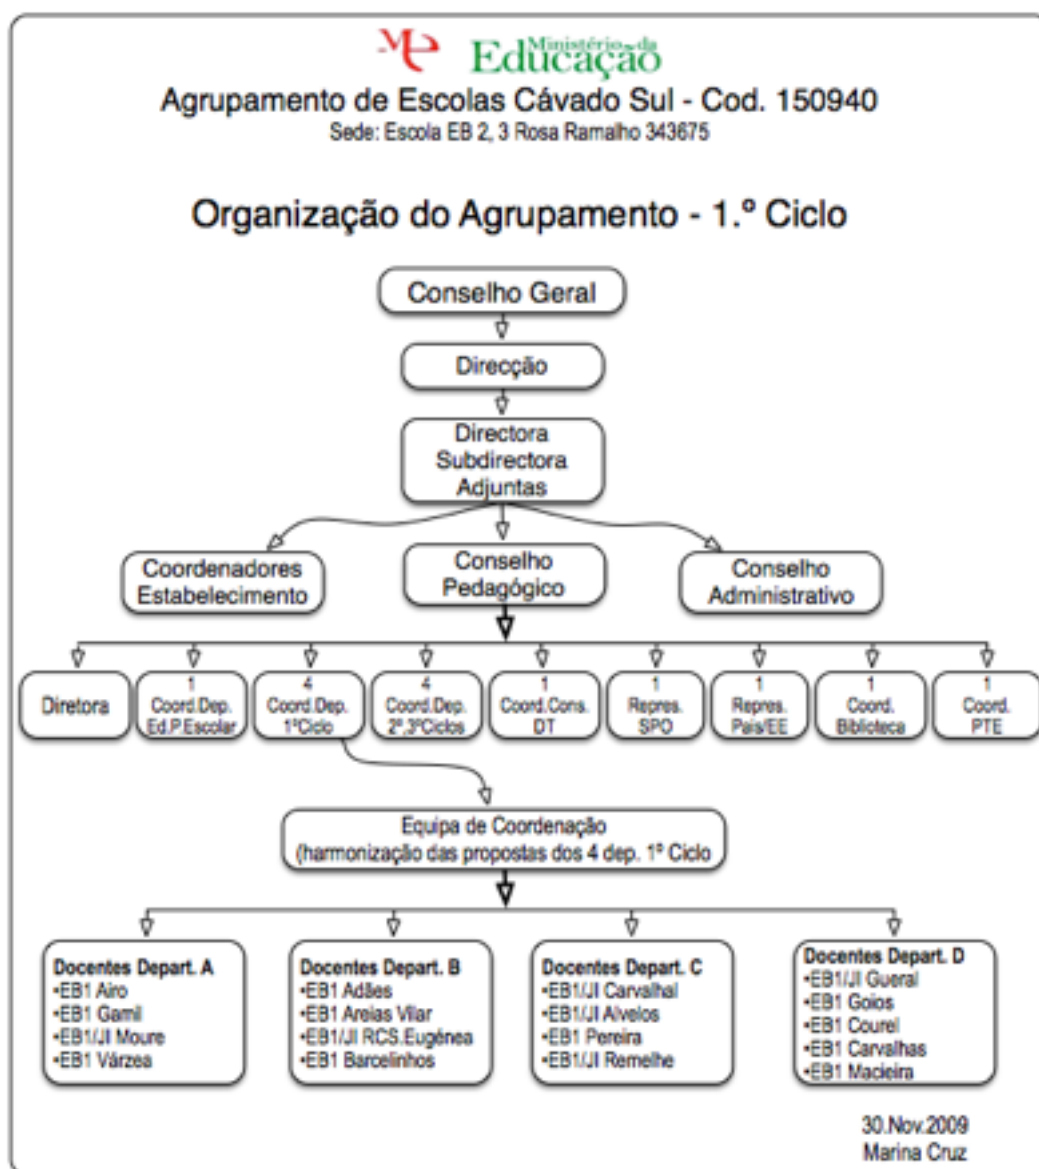 Me Ministério da
Educação
Agrupamento de Escolas Cávado Sul - Cod. 150940
Sede: Escola EB 2, 3 Rosa Ramalho 343675
Organização do Agrupamento - 1.º Ciclo
Conselho Geral
Direcção
Directora
Subdirectora
Adjuntas
Coordenadores
Estabelecimento
Conselho
Pedagógico
Conselho
Administrativo
Diretora
1
Coord.Dep.
Ed.P.Escolar
4
Coord.Dep.
1ºCiclo
4
Coord.Dep.
2º,3ºCiclos
1
Coord.Cons.
DT
1
Repres.
SPO
1
Repres.
Pais/EE
1
Coord.
Biblioteca
1
Coord.
PTE
Equipa de Coordenação
(harmonização das propostas dos 4 dep. 1º Ciclo
Docentes Depart. A
•EB1 Airo
•EB1 Gamil
•EB1/JI Moure
•EB1 Várzea
Docentes Depart. B
•EB1 Adães
•EB1 Areias Vilar
•EB1/JI RCS.Eugénea
•EB1 Barcelinhos
Docentes Depart. C
•EB1/JI Carvalhal
•EB1/JI Alvelos
•EB1 Pereira
•EB1/JI Remelhe
Docentes Depart. D
•EB1/JI Gueral
•EB1 Goios
•EB1 Courel
•EB1 Carvalhas
•EB1 Macieira
30.Nov.2009
Marina Cruz